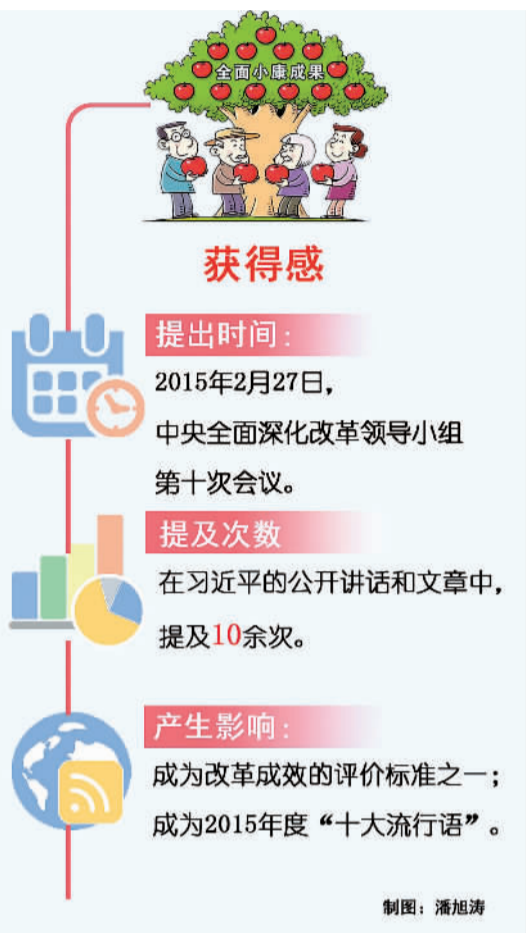 全面小康成果
获得感
提出时间：
2015年2月27日，
中央全面深化改革领导小组
第十次会议。
提及次数
在习近平的公开讲话和文章中，
提及10余次。
产生影响：
成为改革成效的评价标准之一；
成为2015年度“十大流行语”。
制图：潘旭涛